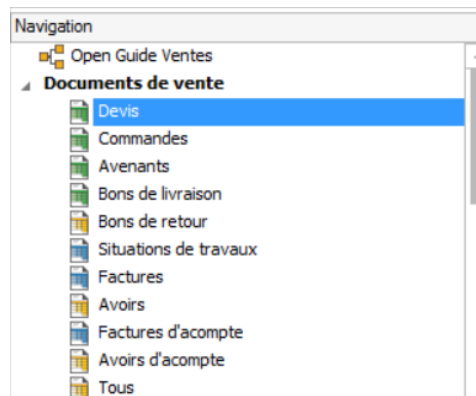 Navigation
Open Guide Ventes
Documents de vente
Devis
Commandes
Avenants
Bons de livraison
Bons de retour
Situations de travaux
Factures
Avoirs
Factures d'acompte
Avoirs d'acompte
Tous